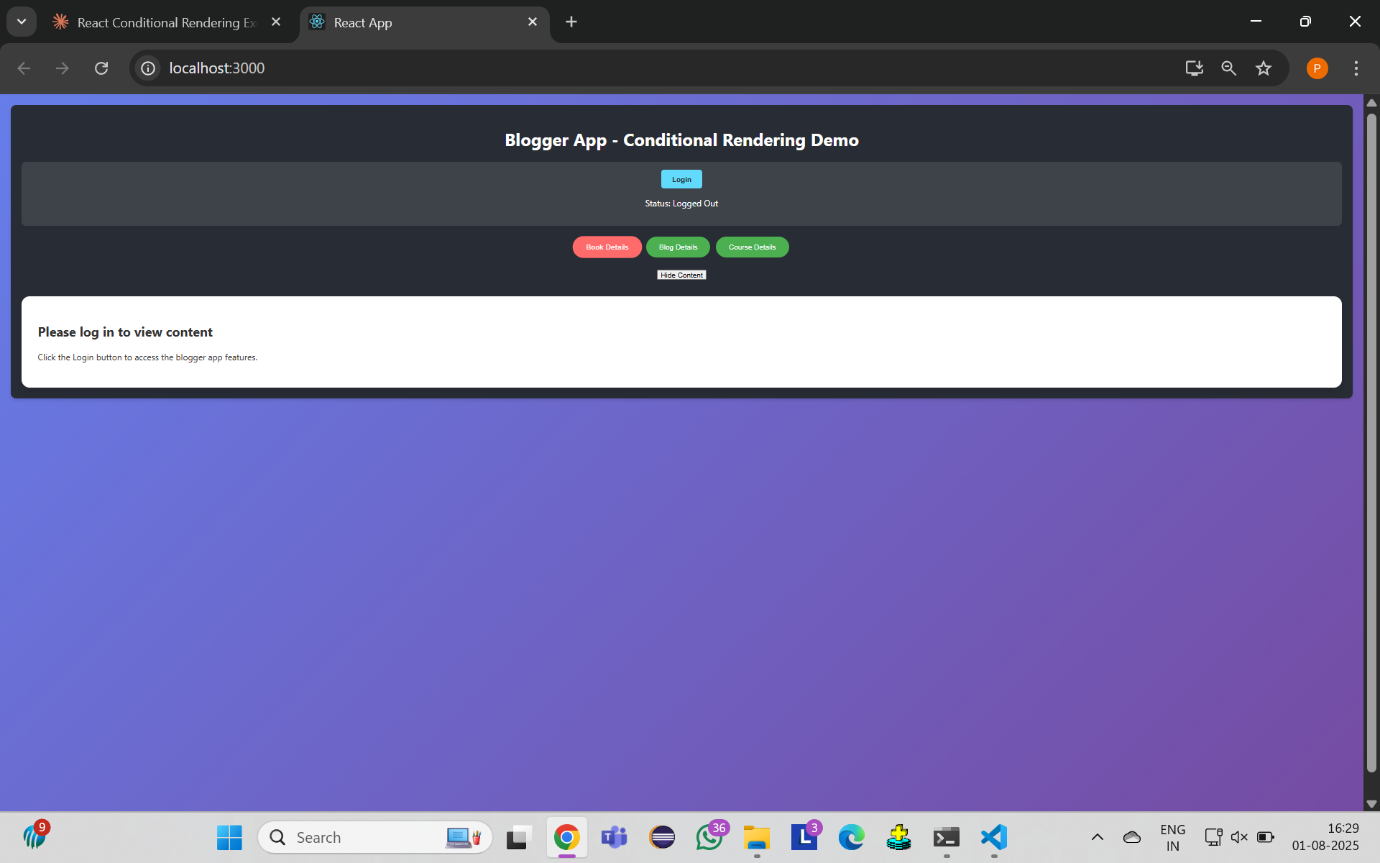 React Conditional Rendering Ex
React App
localhost:3000
P
Blogger App - Conditional Rendering Demo
Login
Status: Logged Out
Book Details Blog Details Course Details
Hide Content
Please log in to view content
Click the Login button to access the blogger app features.
9
Search
T
36
L
3
ENG
IN
16:29
01-08-2025